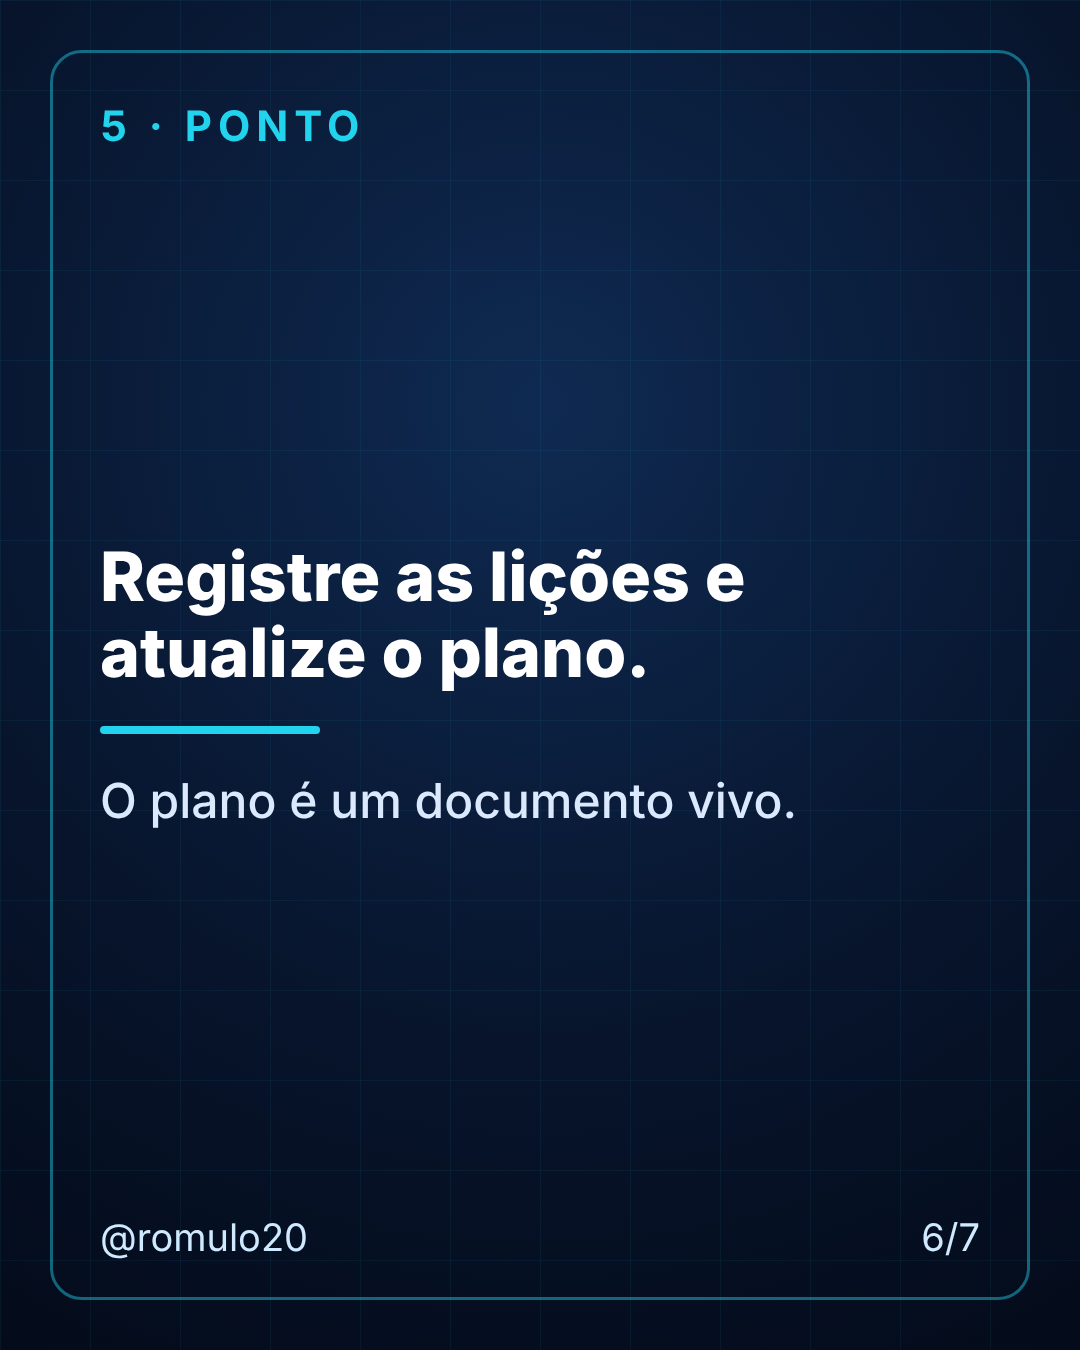 5 · PONTO
Registre as lições e
atualize o plano.
O plano é um documento vivo.
@romulo20
6/7